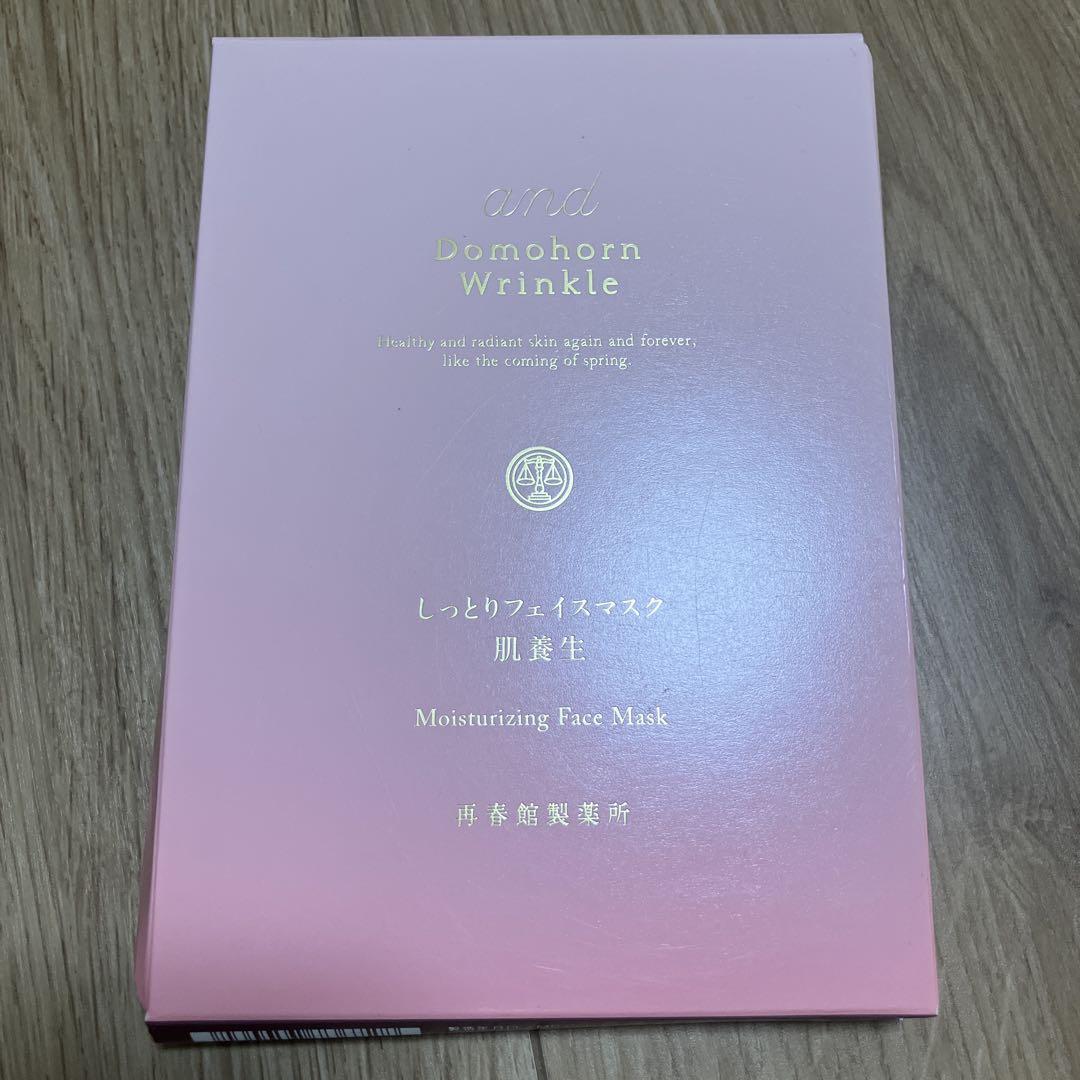 and
Domohorn
Wrinkle
Healthy and radiant skin again and forever,
like the coming of spring.
しっとりフェイスマスク
肌養生
Moisturizing Face Mask
再春館製薬所